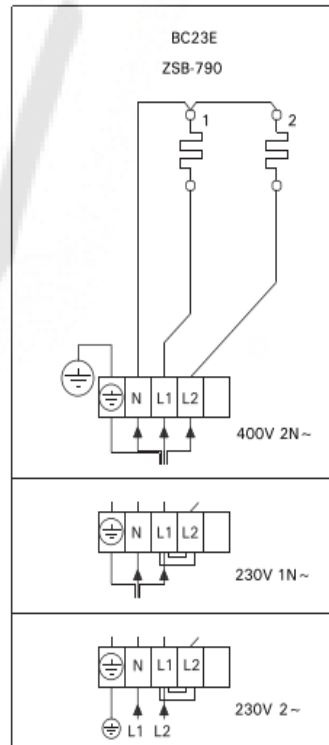 BC23E
ZSB-790
1 2
N L1 L2
400V 2N~
N L1 L2
230V 1N~
N L1 L2
230V 2~
L1 L2